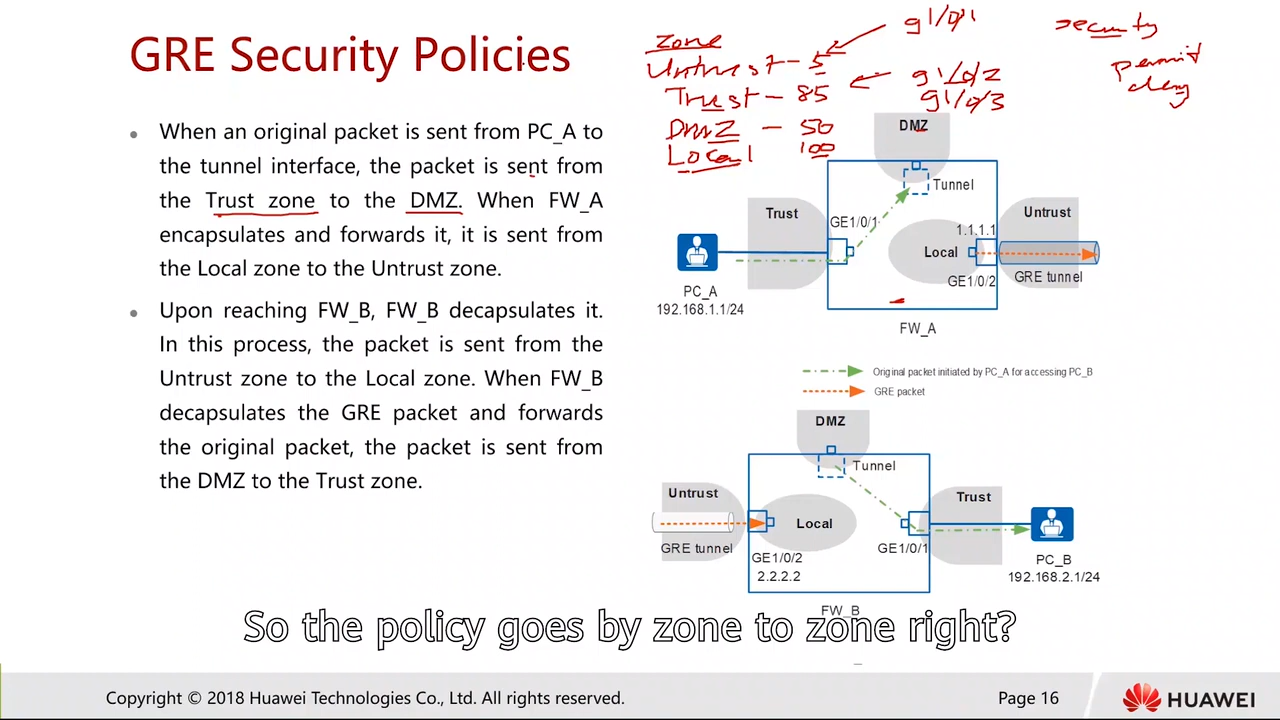 GRE Security Policies
zone
Untrust - 5
Trust - 85
DMZ - 50
Local 100
g1/0/1
g1/0/2
g1/0/3
security
permit
deny
• When an original packet is sent from PC_A to
the tunnel interface, the packet is sent from
the Trust zone to the DMZ. When FW_A
encapsulates and forwards it, it is sent from
the Local zone to the Untrust zone.
• Upon reaching FW_B, FW_B decapsulates it.
In this process, the packet is sent from the
Untrust zone to the Local zone. When FW_B
decapsulates the GRE packet and forwards
the original packet, the packet is sent from
the DMZ to the Trust zone.
DMZ
Tunnel
Trust
GE1/0/1
Untrust
1.1.1.1
Local
GE1/0/2
GRE tunnel
PC_A
192.168.1.1/24
FW_A
Original packet initiated by PC_A for accessing PC_B
GRE packet
DMZ
Tunnel
Untrust
Trust
Local
GRE tunnel
GE1/0/2
2.2.2.2
GE1/0/1
PC_B
192.168.2.1/24
FW_B
So the policy goes by zone to zone right?
Copyright © 2018 Huawei Technologies Co., Ltd. All rights reserved.
Page 16
HUAWEI